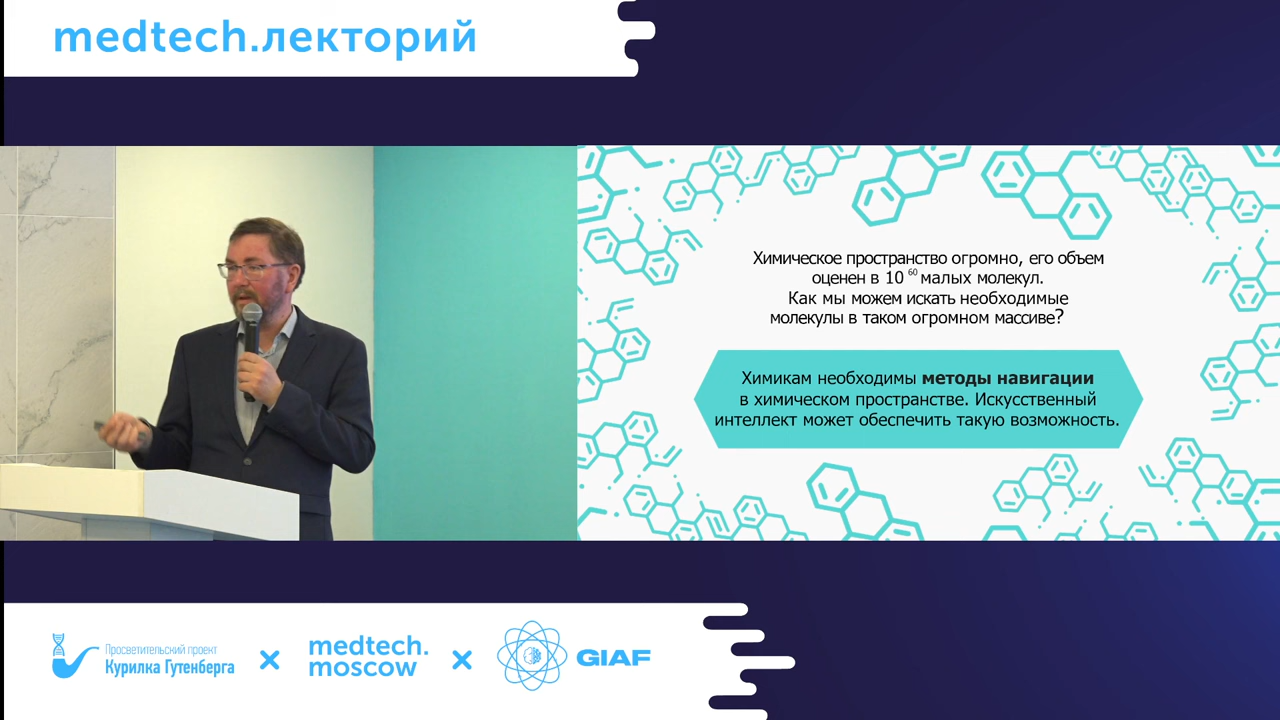 medtech.лекторий
Химическое пространство огромно, его объем
оценен в 10 60 малых молекул.
Как мы можем искать необходимые
молекулы в таком огромном массиве?
Химикам необходимы методы навигации
в химическом пространстве. Искусственный
интеллект может обеспечить такую возможность.
Просветительский проект
Курилка Гутенберга
×
medtech.
moscow
×
GIAF